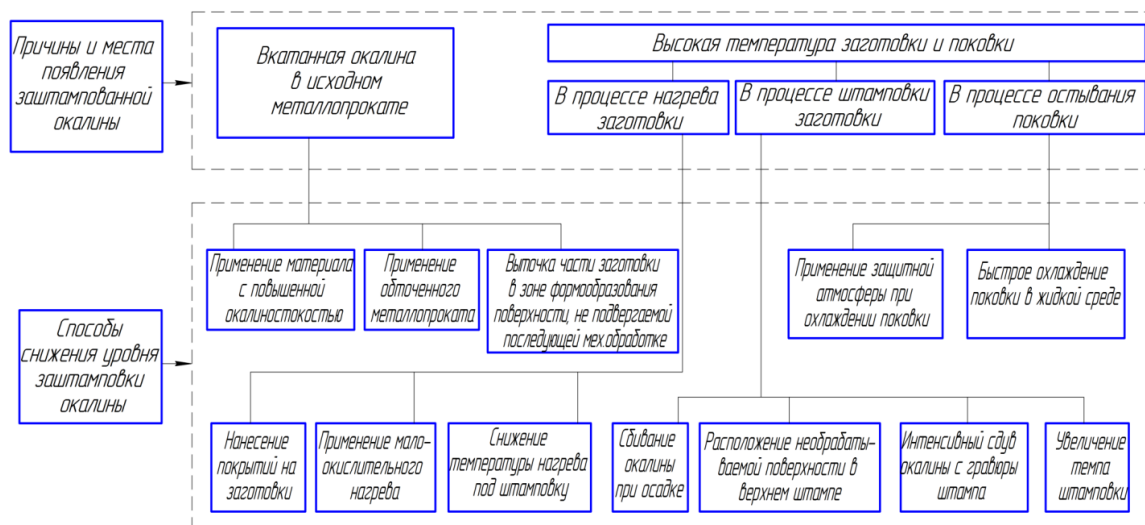 Причины и места
появления
заштампованной
окалины
Вкатанная окалина
в исходном
металлопрокате
Высокая температура заготовки и поковки
В процессе нагрева
заготовки
В процессе штамповки
заготовки
В процессе остывания
поковки
Способы
снижения уровня
заштамповки
окалины
Применение материала
с повышенной
окалиностокостью
Применение
обточенного
металлопроката
Выточка части заготовки
в зоне формообразования
поверхности, не подвергаемой
последующей мех.обработке
Применение защитной
атмосферы при
охлаждении поковки
Быстрое охлаждение
поковки в жидкой среде
Нанесение
покрытий на
заготовки
Применение мало-
окислительного
нагрева
Снижение
температуры нагрева
под штамповку
Сбивание
окалины
при осадке
Расположение необрабаты-
ваемой поверхности в
верхнем штампе
Интенсивный сдув
окалины с гравюры
штампа
Увеличение
темпа
штамповки